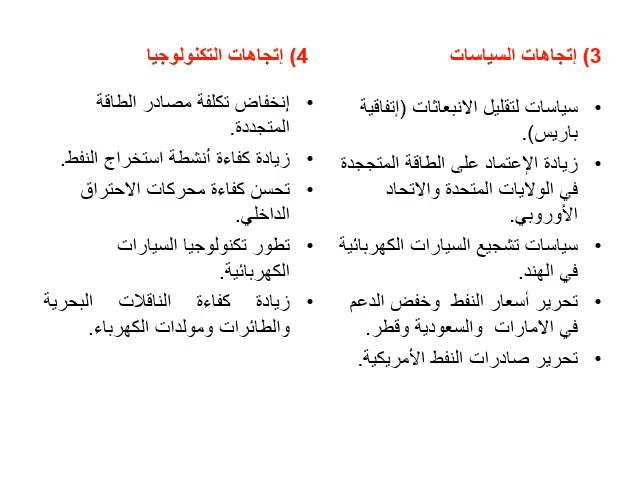 3) إتجاهات السياسات
• سياسات لتقليل الانبعاثات (إتفاقية
باريس).
• زيادة الإعتماد على الطاقة المتجددة
في الولايات المتحدة والاتحاد
الأوروبي.
• سياسات تشجيع السيارات الكهربائية
في الهند.
• تحرير أسعار النفط وخفض الدعم
في الامارات والسعودية وقطر.
• تحرير صادرات النفط الأمريكية.
4) إتجاهات التكنولوجيا
• إنخفاض تكلفة مصادر الطاقة
المتجددة.
• زيادة كفاءة أنشطة استخراج النفط.
• تحسن كفاءة محركات الاحتراق
الداخلي.
• تطور تكنولوجيا السيارات
الكهربائية.
• زيادة كفاءة الناقلات البحرية
والطائرات ومولدات الكهرباء.